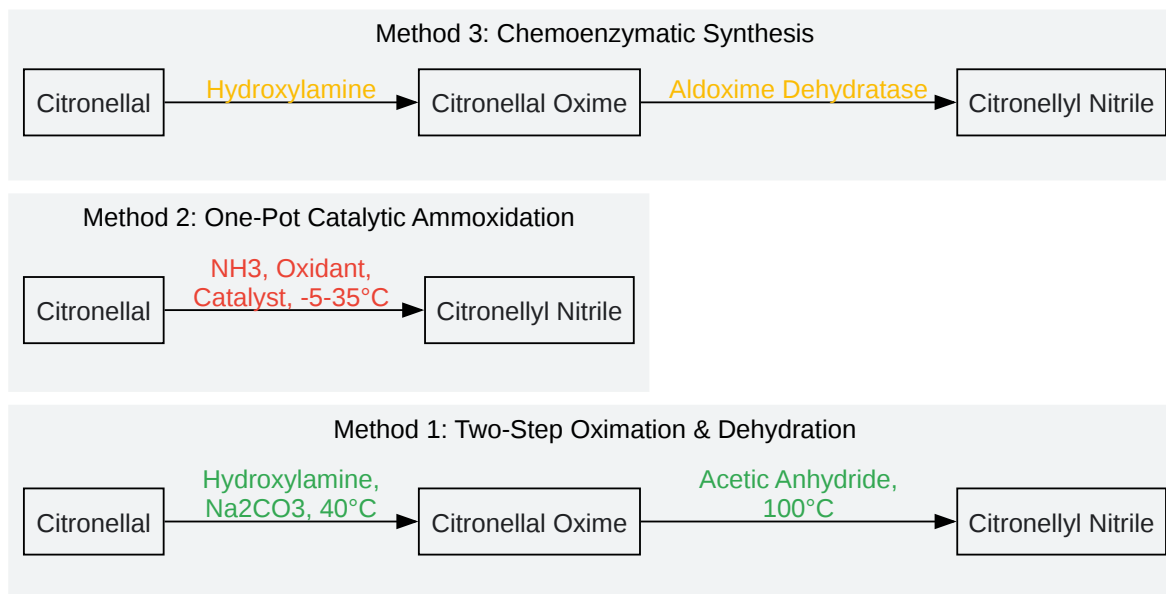 Method 3: Chemoenzymatic Synthesis
Citronellal
Hydroxylamine
Citronellal Oxime
Aldoxime Dehydratase
Citronellyl Nitrile
Method 2: One-Pot Catalytic Ammoxidation
Citronellal
NH3, Oxidant,
Catalyst, -5-35°C
Citronellyl Nitrile
Method 1: Two-Step Oximation & Dehydration
Citronellal
Hydroxylamine,
Na2CO3, 40°C
Citronellal Oxime
Acetic Anhydride,
100°C
Citronellyl Nitrile